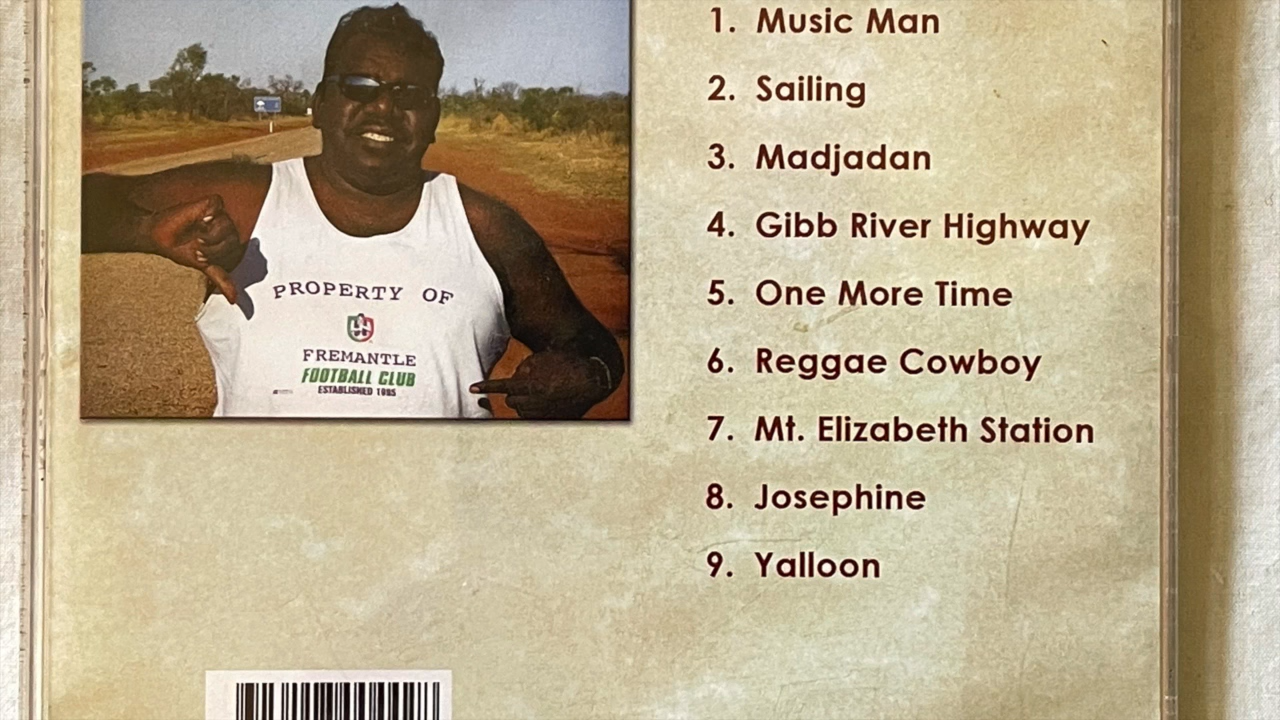 1. Music Man
2. Sailing
3. Madjadan
4. Gibb River Highway
5. One More Time
6. Reggae Cowboy
7. Mt. Elizabeth Station
8. Josephine
9. Yalloon
PROPERTY OF
FREMANTLE
FOOTBALL CLUB
ESTABLISHED 1995